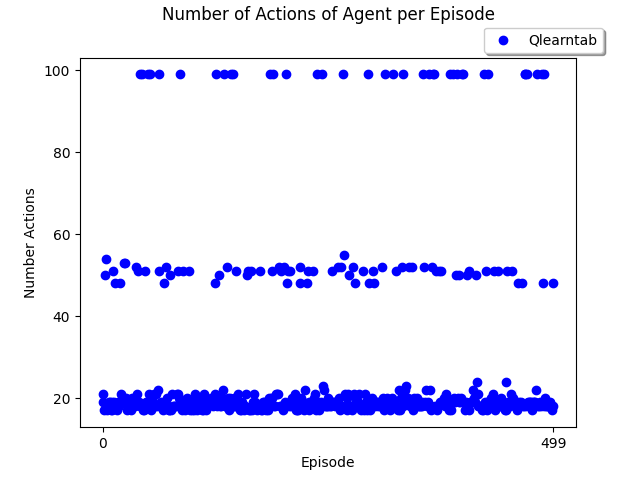 Number of Actions of Agent per Episode
Qlearntab
100
80
60
40
20
Number Actions
0
499
Episode